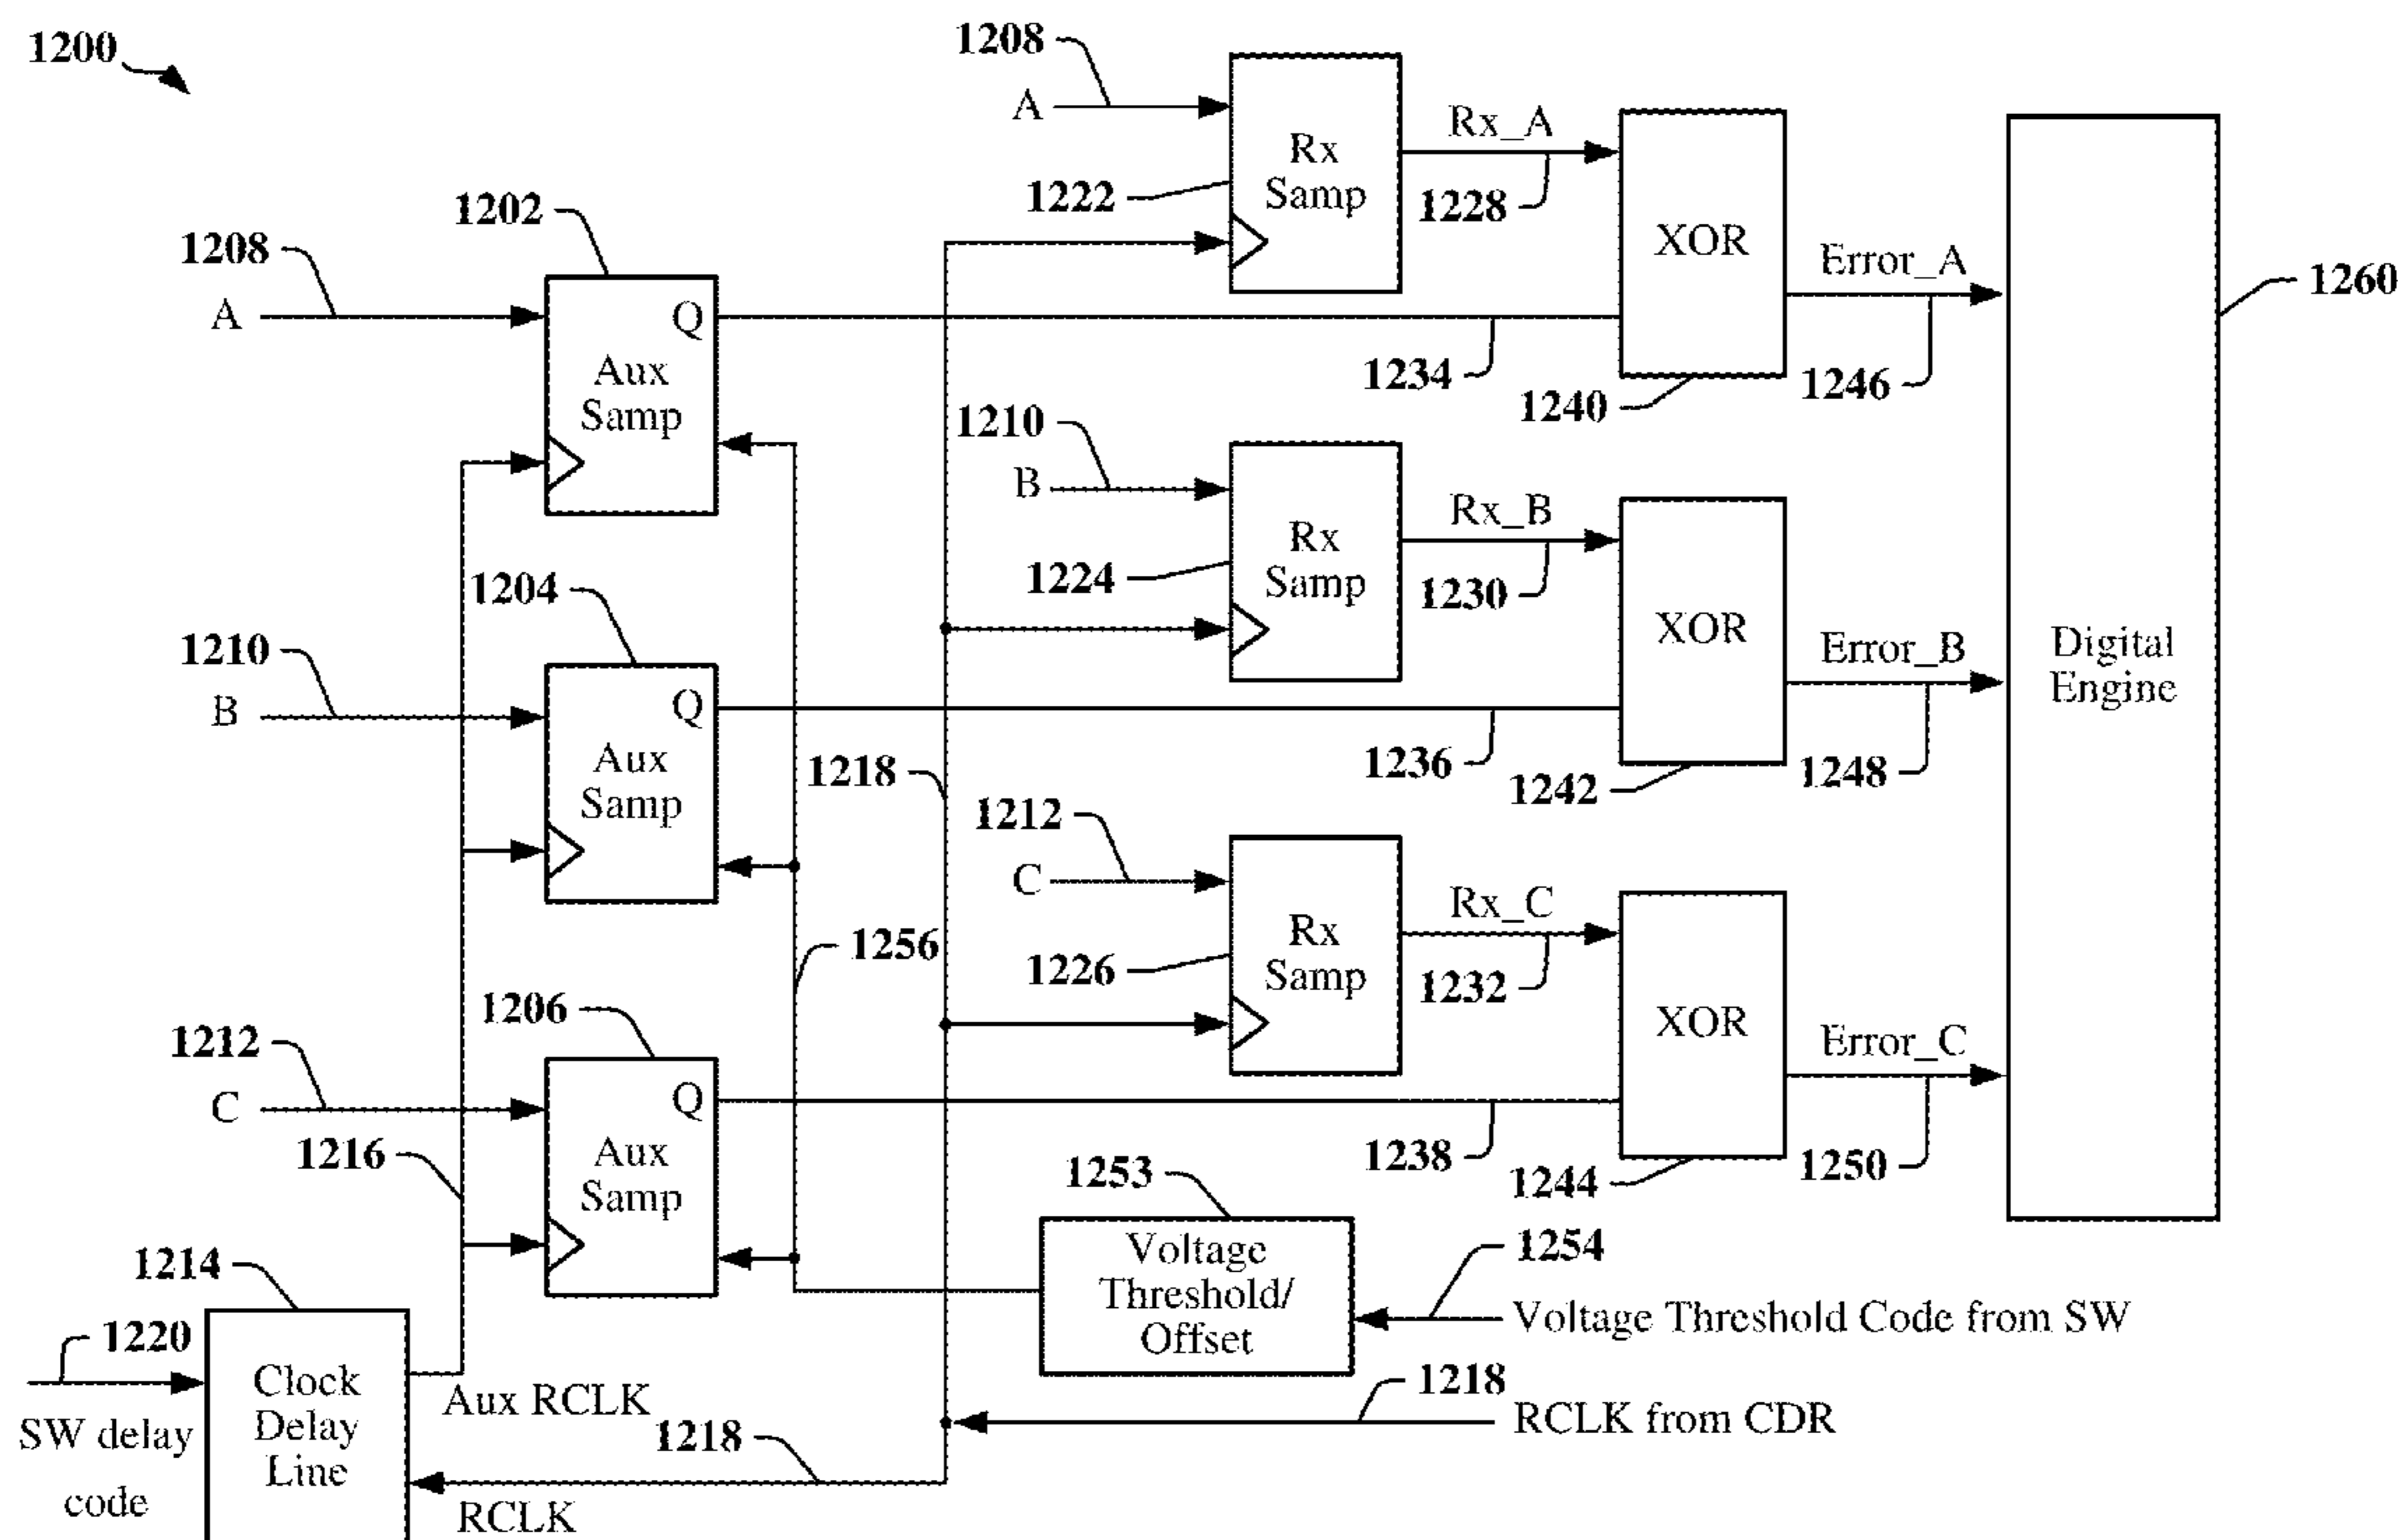 1200
1208
A
Rx
Samp
1222
Rx_A
1228
XOR
Error_A
1260
1202
1208
A
Q
Aux
Samp
1234
1240
1246
1210
B
Rx
Samp
1224
Rx_B
1230
XOR
Error_B
Digital
Engine
1204
1210
B
Q
Aux
Samp
1218
1236
1242
1248
1212
C
Rx
Samp
1226
Rx_C
1232
XOR
Error_C
1256
1206
1212
C
Q
Aux
Samp
1216
1238
1244
1250
1253
Voltage
Threshold/
Offset
1254
Voltage Threshold Code from SW
1214
1220
SW delay
code
Clock
Delay
Line
Aux RCLK
1218
RCLK
1218
RCLK from CDR